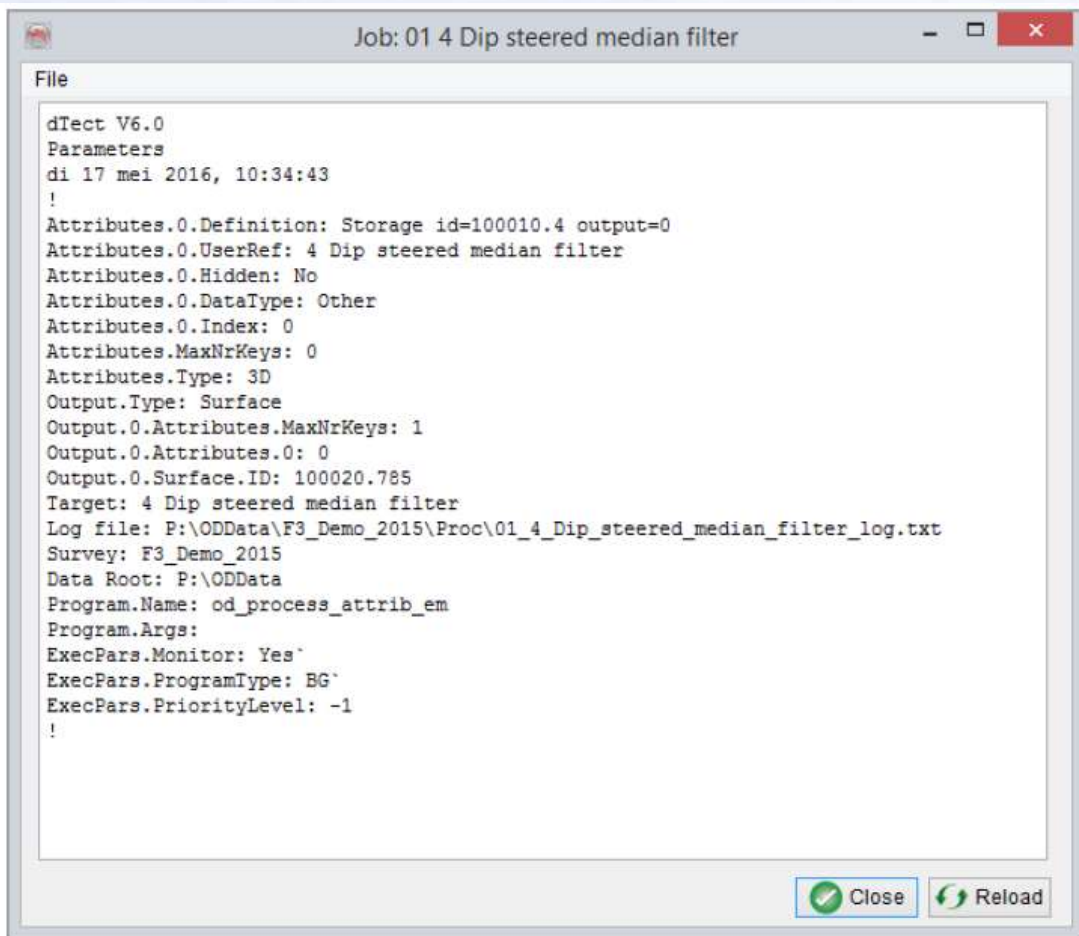 Job: 01 4 Dip steered median filter
File
dTect V6.0
Parameters
di 17 mei 2016, 10:34:43
!
Attributes.0.Definition: Storage id=100010.4 output=0
Attributes.0.UserRef: 4 Dip steered median filter
Attributes.0.Hidden: No
Attributes.0.DataType: Other
Attributes.0.Index: 0
Attributes.MaxNrKeys: 0
Attributes.Type: 3D
Output.Type: Surface
Output.0.Attributes.MaxNrKeys: 1
Output.0.Attributes.0: 0
Output.0.Surface.ID: 100020.785
Target: 4 Dip steered median filter
Log file: P:\ODData\F3_Demo_2015\Proc\01_4_Dip_steered_median_filter_log.txt
Survey: F3_Demo_2015
Data Root: P:\ODData
Program.Name: od_process_attrib_em
Program.Args:
ExecPars.Monitor: Yes`
ExecPars.ProgramType: BG`
ExecPars.PriorityLevel: -1
!
Close Reload